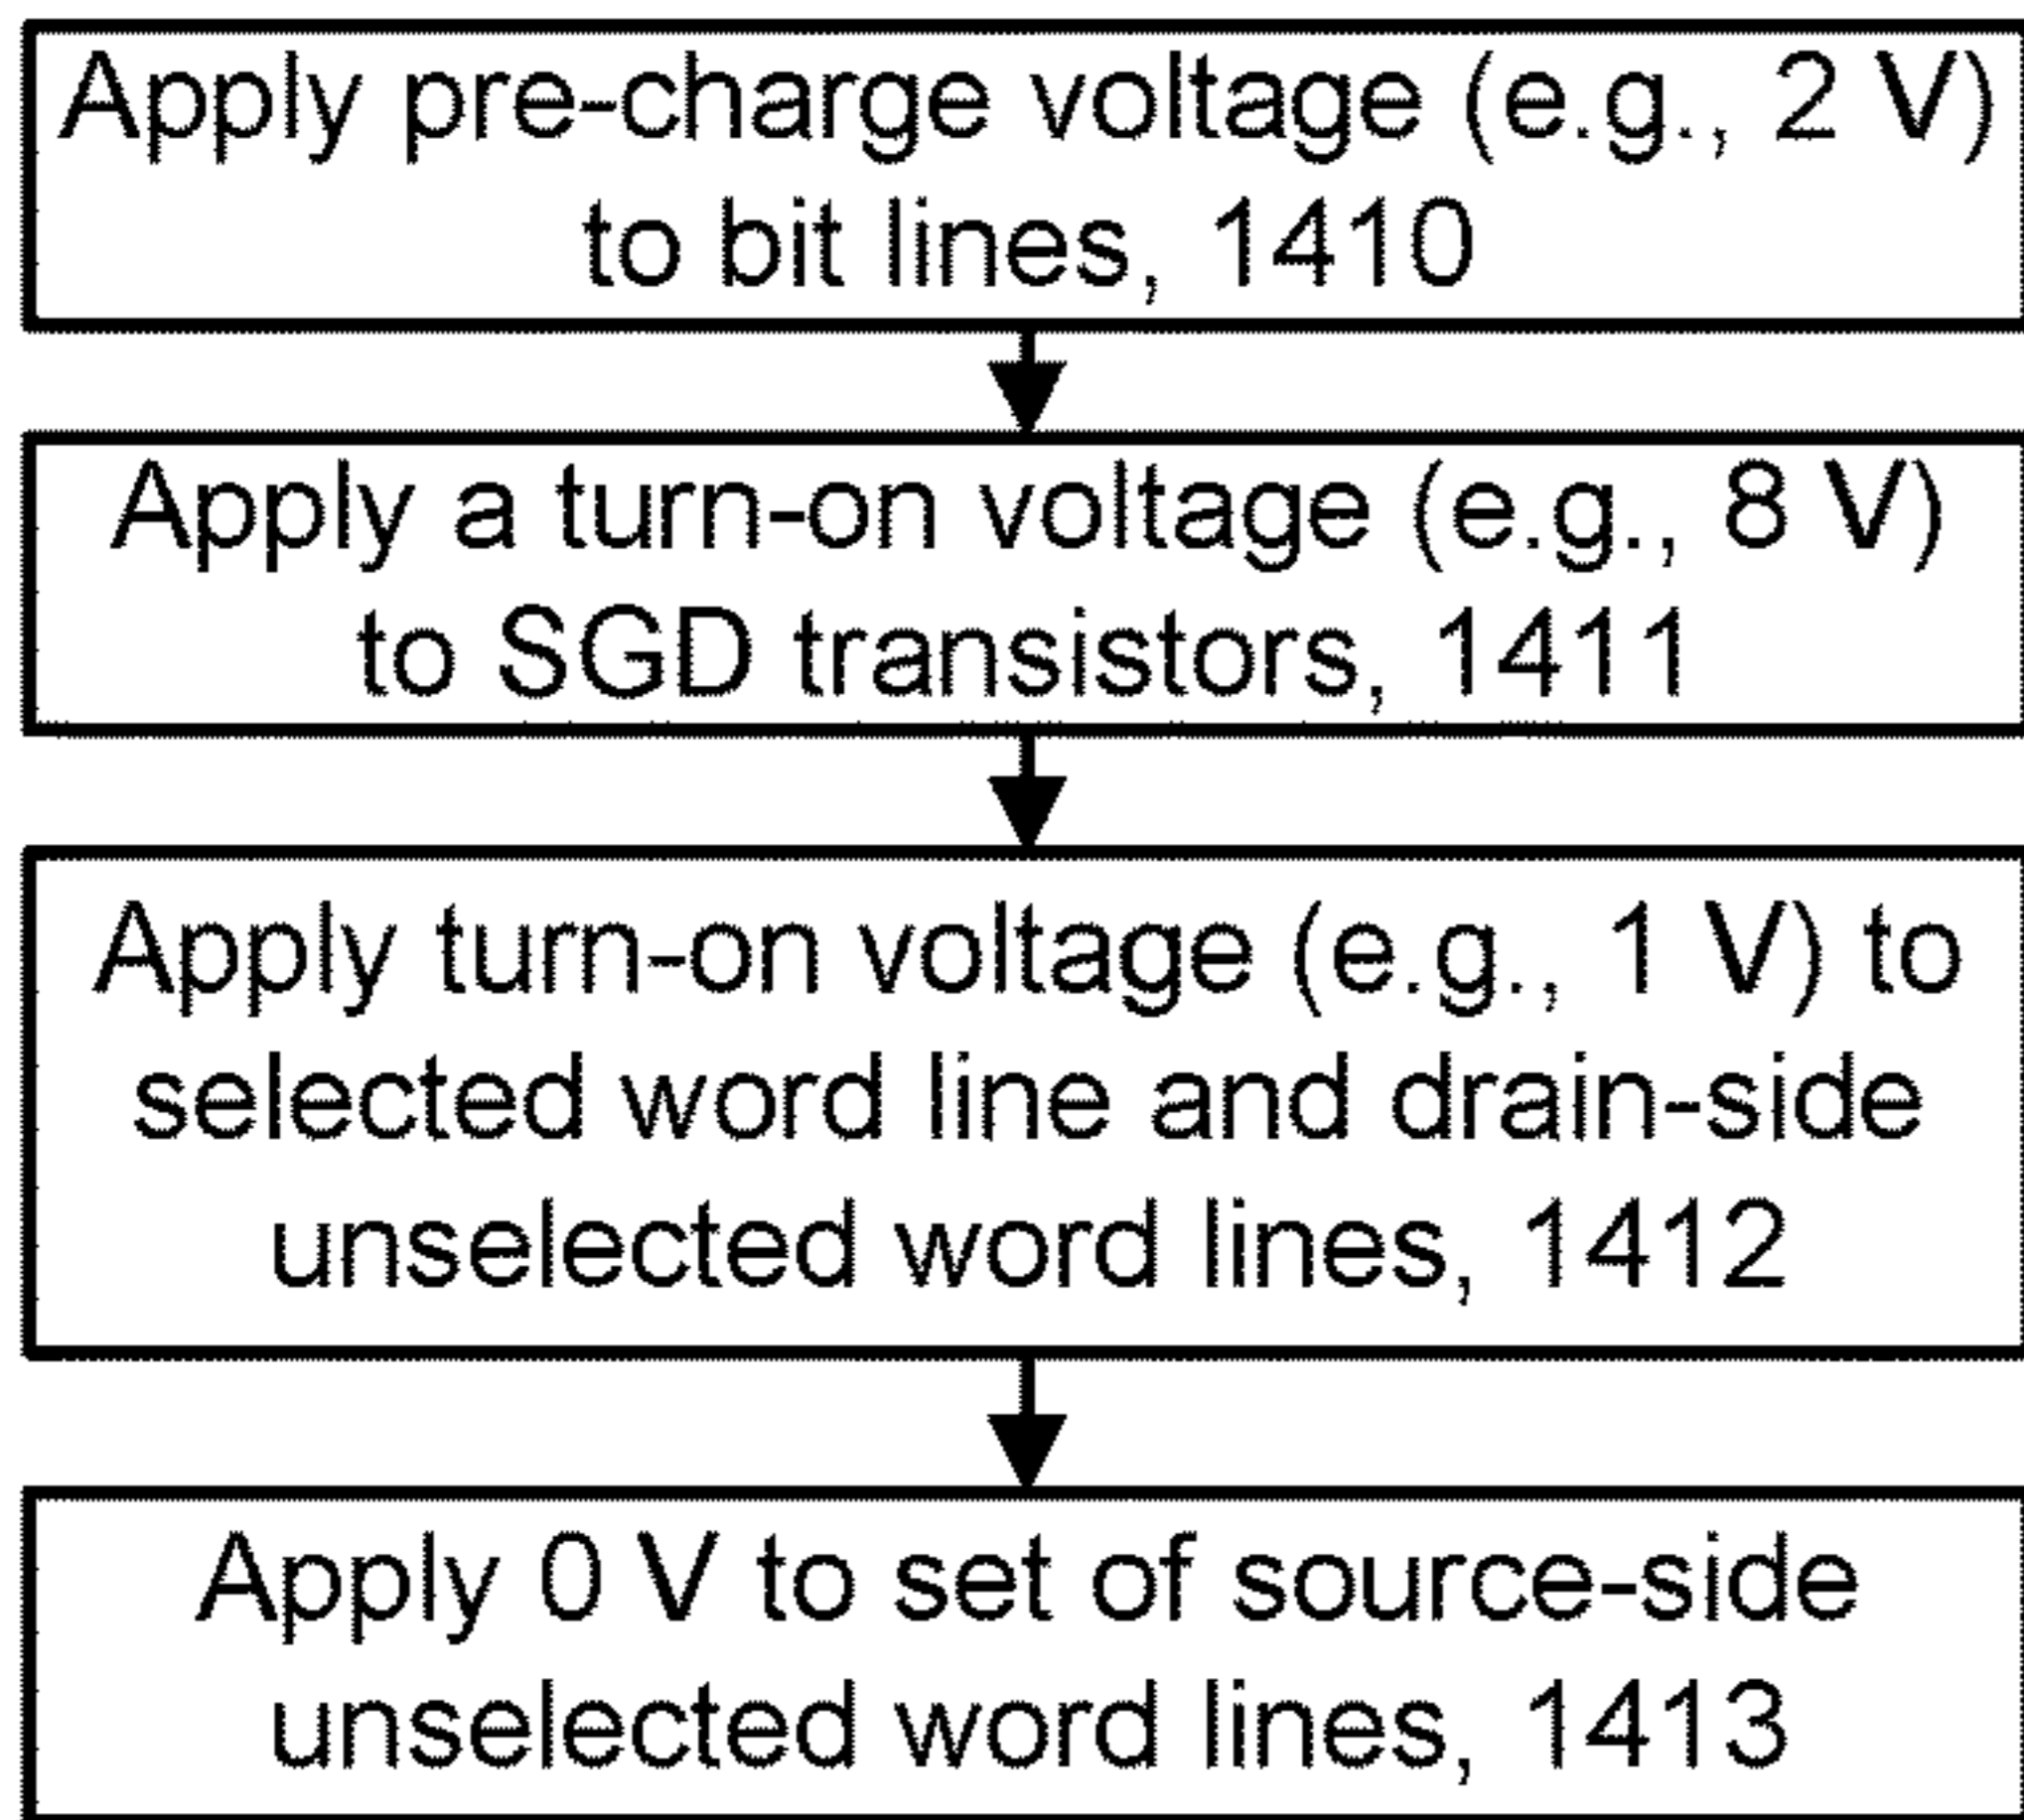 Apply pre-charge voltage (e.g., 2 V)
to bit lines, 1410
Apply a turn-on voltage (e.g., 8 V)
to SGD transistors, 1411
Apply turn-on voltage (e.g., 1 V) to
selected word line and drain-side
unselected word lines, 1412
Apply 0 V to set of source-side
unselected word lines, 1413